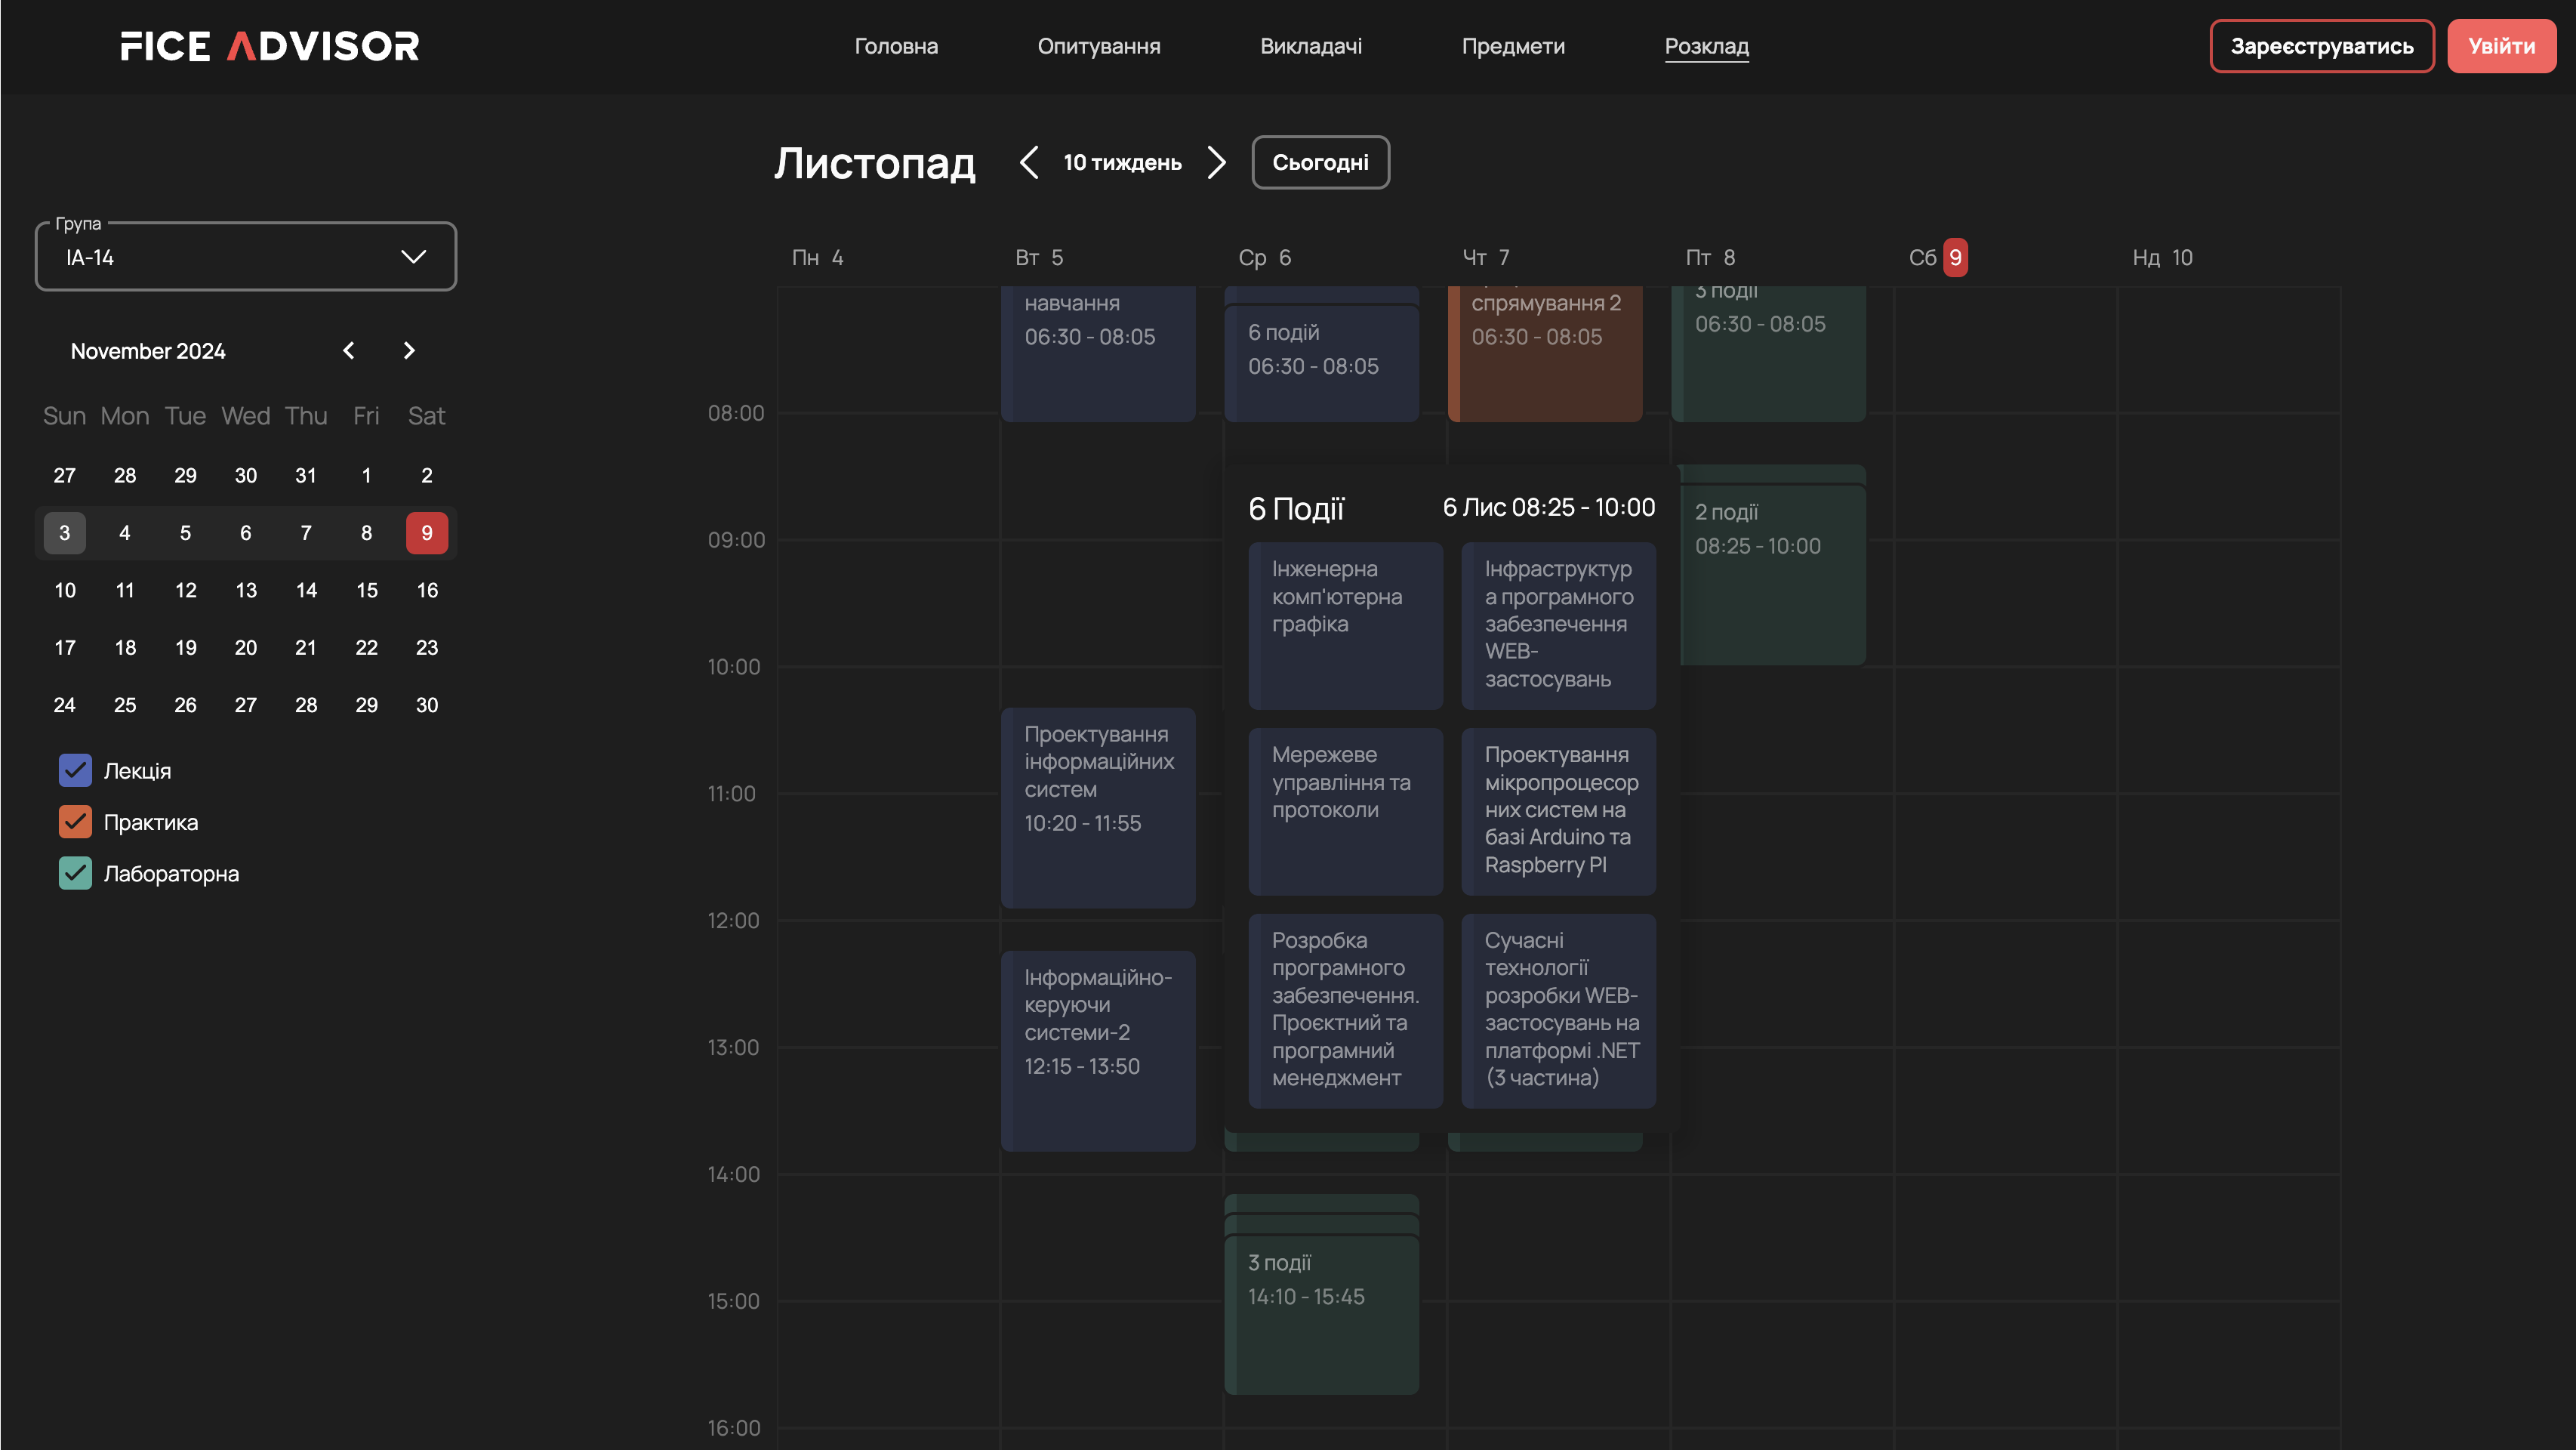 FICE ADVISOR
Головна
Опитування
Викладачі
Предмети
Розклад
Зареєструватись
Увійти
Листопад
10 тиждень
Сьогодні
Група
ІА-14
November 2024
Sun Mon Tue Wed Thu Fri Sat
27 28 29 30 31 1 2
3 4 5 6 7 8 9
10 11 12 13 14 15 16
17 18 19 20 21 22 23
24 25 26 27 28 29 30
Лекція
Практика
Лабораторна
Пн 4
Вт 5
Ср 6
Чт 7
Пт 8
Сб 9
Нд 10
08:00
09:00
10:00
11:00
12:00
13:00
14:00
15:00
16:00
навчання
06:30 - 08:05
Проектування
інформаційних
систем
10:20 - 11:55
Інформаційно-
керуючи
системи-2
12:15 - 13:50
6 подій
06:30 - 08:05
6 Події
6 Лис 08:25 - 10:00
Інженерна
комп'ютерна
графіка
Інфраструктур
а програмного
забезпечення
WEB-
застосувань
Мережеве
управління та
протоколи
Проектування
мікропроцесор
них систем на
базі Arduino та
Raspberry PI
Розробка
програмного
забезпечення.
Проєктний та
програмний
менеджмент
Сучасні
технології
розробки WEB-
застосувань на
платформі .NET
(3 частина)
3 події
14:10 - 15:45
спрямування 2
06:30 - 08:05
3 події
06:30 - 08:05
2 події
08:25 - 10:00